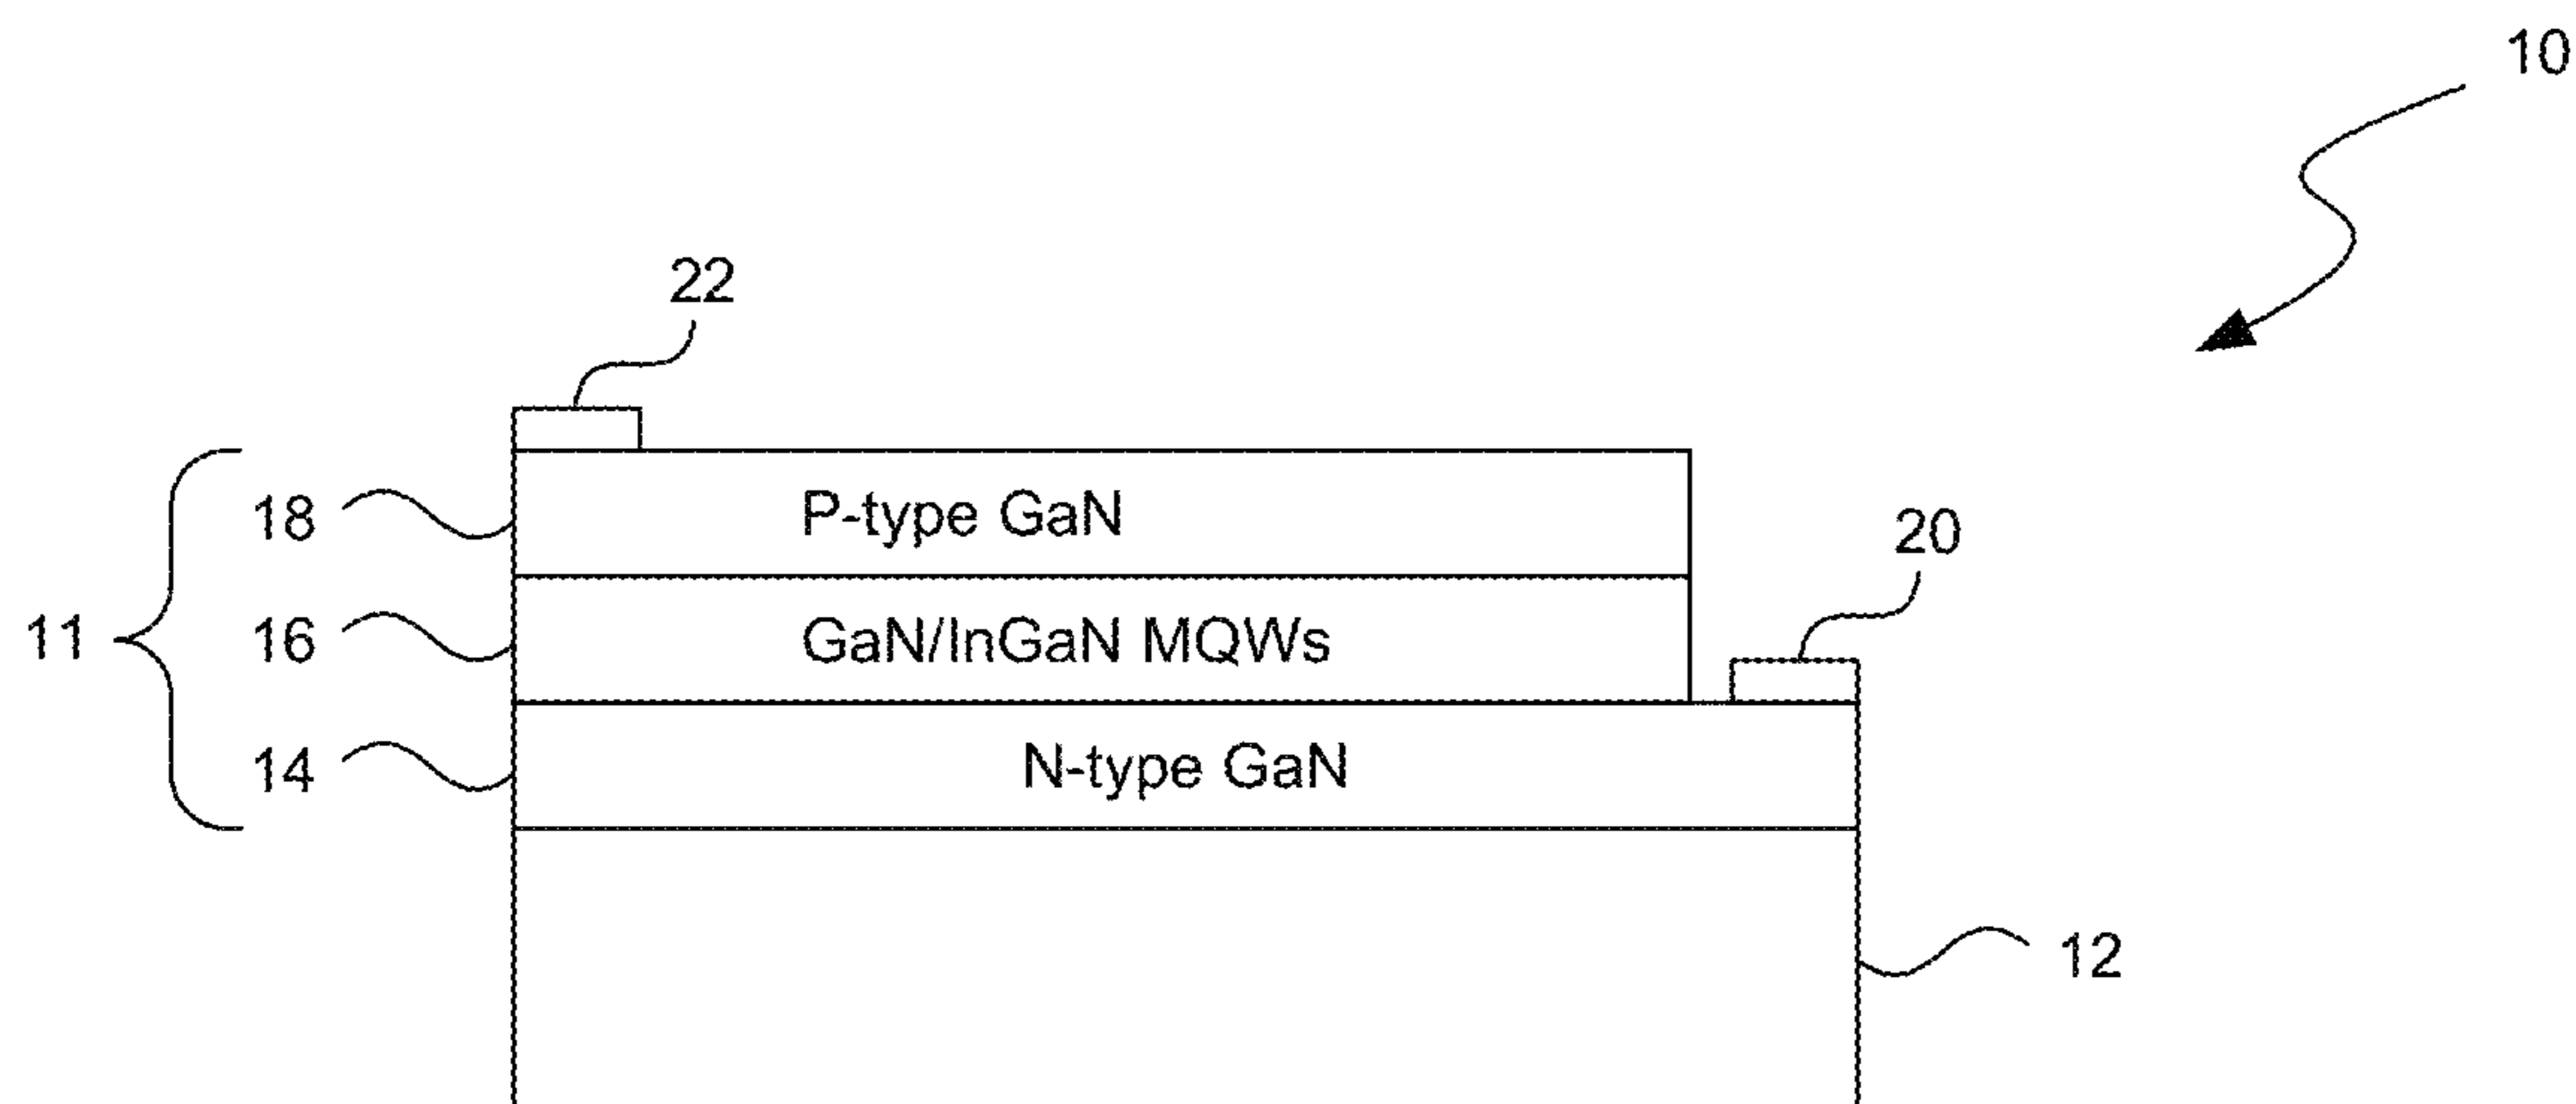 10
22
18 P-type GaN
20
11 16 GaN/InGaN MQWs
14 N-type GaN
12